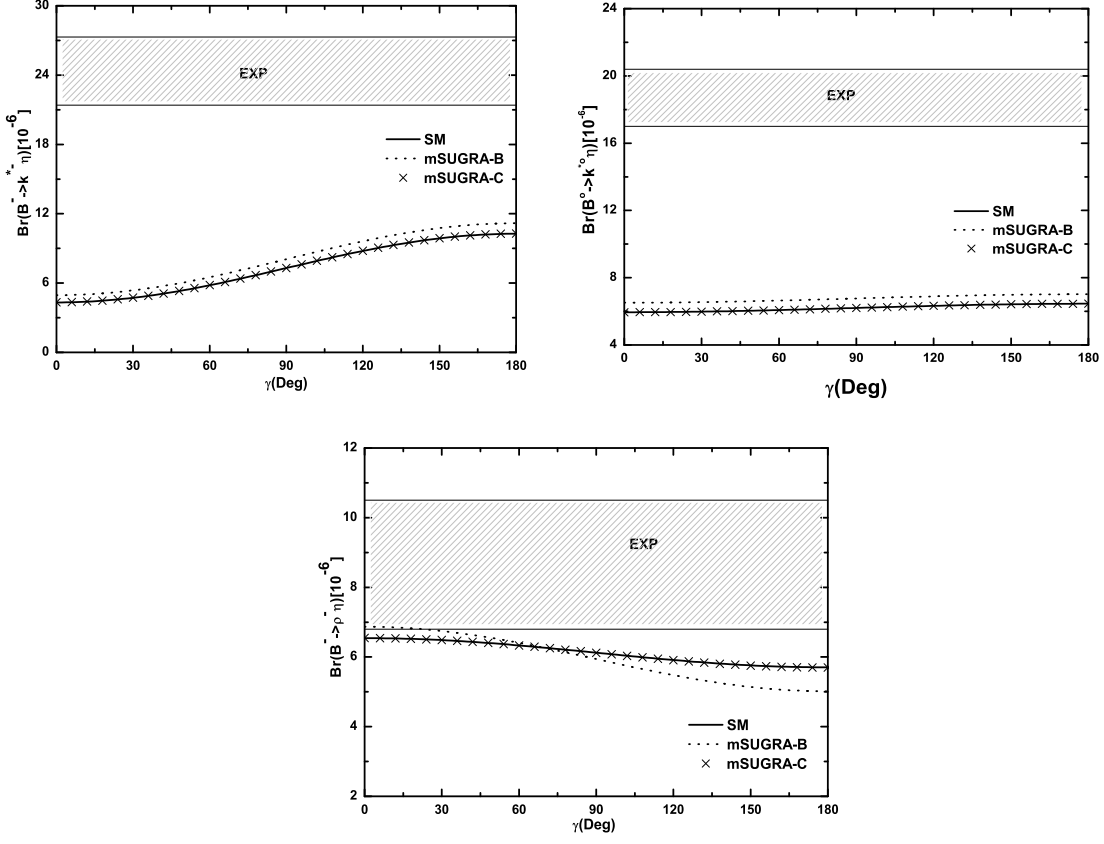 30
24
18
12
6
0
Br(B⁻->k*⁻ η)[10⁻⁶]
EXP
SM
mSUGRA-B
mSUGRA-C
0 30 60 90 120 150 180
γ(Deg)
24
20
16
12
8
4
Br(B⁰->k*⁰η)[10⁻⁶]
EXP
SM
mSUGRA-B
mSUGRA-C
0 30 60 90 120 150 180
γ(Deg)
12
10
8
6
4
2
Br(B⁻->ρ⁻η)[10⁻⁶]
EXP
SM
mSUGRA-B
mSUGRA-C
0 30 60 90 120 150 180
γ(Deg)